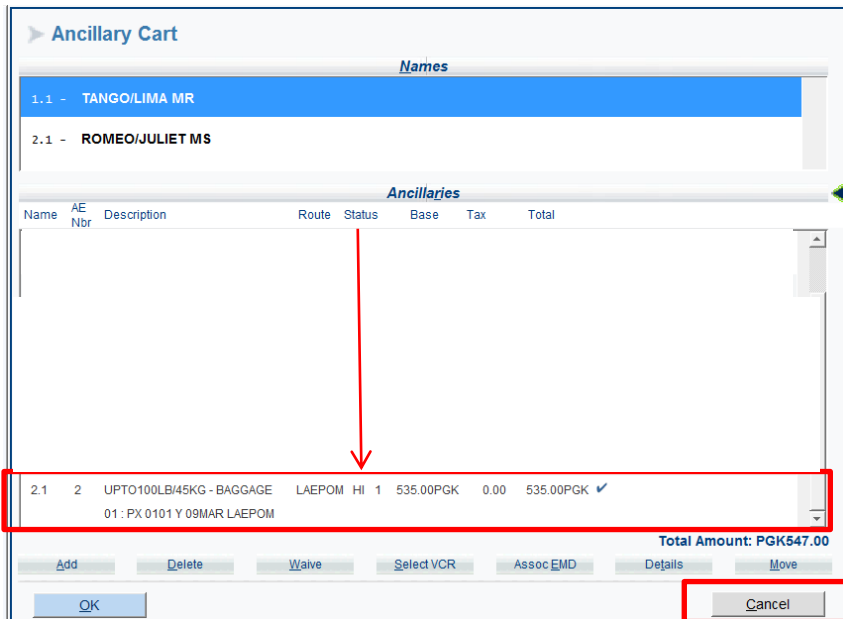 Ancillary Cart
Names
1.1 - TANGO/LIMA MR
2.1 - ROMEO/JULIET MS
Ancillaries
Name AE Nbr Description Route Status Base Tax Total
2.1 2 UPTO100LB/45KG - BAGGAGE LAEPOM HI 1 535.00PGK 0.00 535.00PGK
01 : PX 0101 Y 09MAR LAEPOM
Total Amount: PGK547.00
Add Delete Waive Select VCR Assoc EMD Details Move
OK Cancel